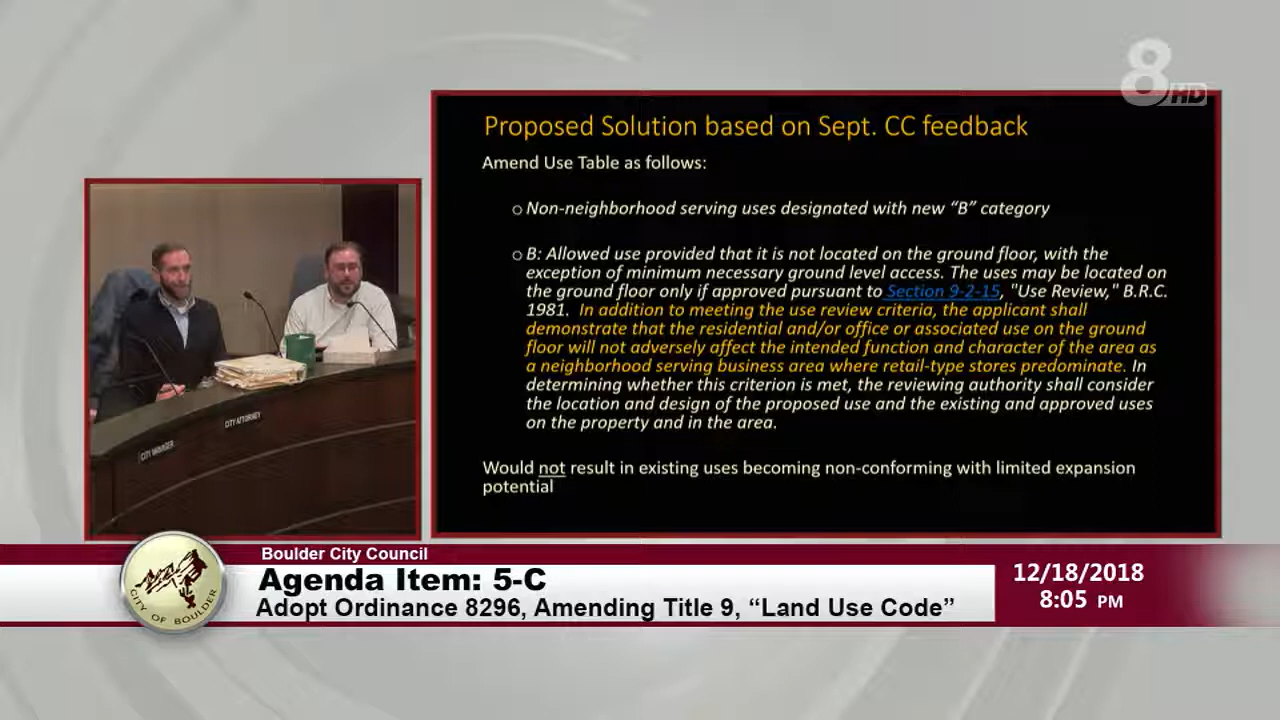 8HD
Proposed Solution based on Sept. CC feedback
Amend Use Table as follows:
o Non-neighborhood serving uses designated with new “B” category
o B: Allowed use provided that it is not located on the ground floor, with the
exception of minimum necessary ground level access. The uses may be located on
the ground floor only if approved pursuant to Section 9-2-15, "Use Review," B.R.C.
1981. In addition to meeting the use review criteria, the applicant shall
demonstrate that the residential and/or office or associated use on the ground
floor will not adversely affect the intended function and character of the area as
a neighborhood serving business area where retail-type stores predominate. In
determining whether this criterion is met, the reviewing authority shall consider
the location and design of the proposed use and the existing and approved uses
on the property and in the area.
Would not result in existing uses becoming non-conforming with limited expansion
potential
CITY MANAGER
CITY ATTORNEY
Boulder City Council
Agenda Item: 5-C
Adopt Ordinance 8296, Amending Title 9, “Land Use Code”
12/18/2018
8:05 PM
CITY OF BOULDER